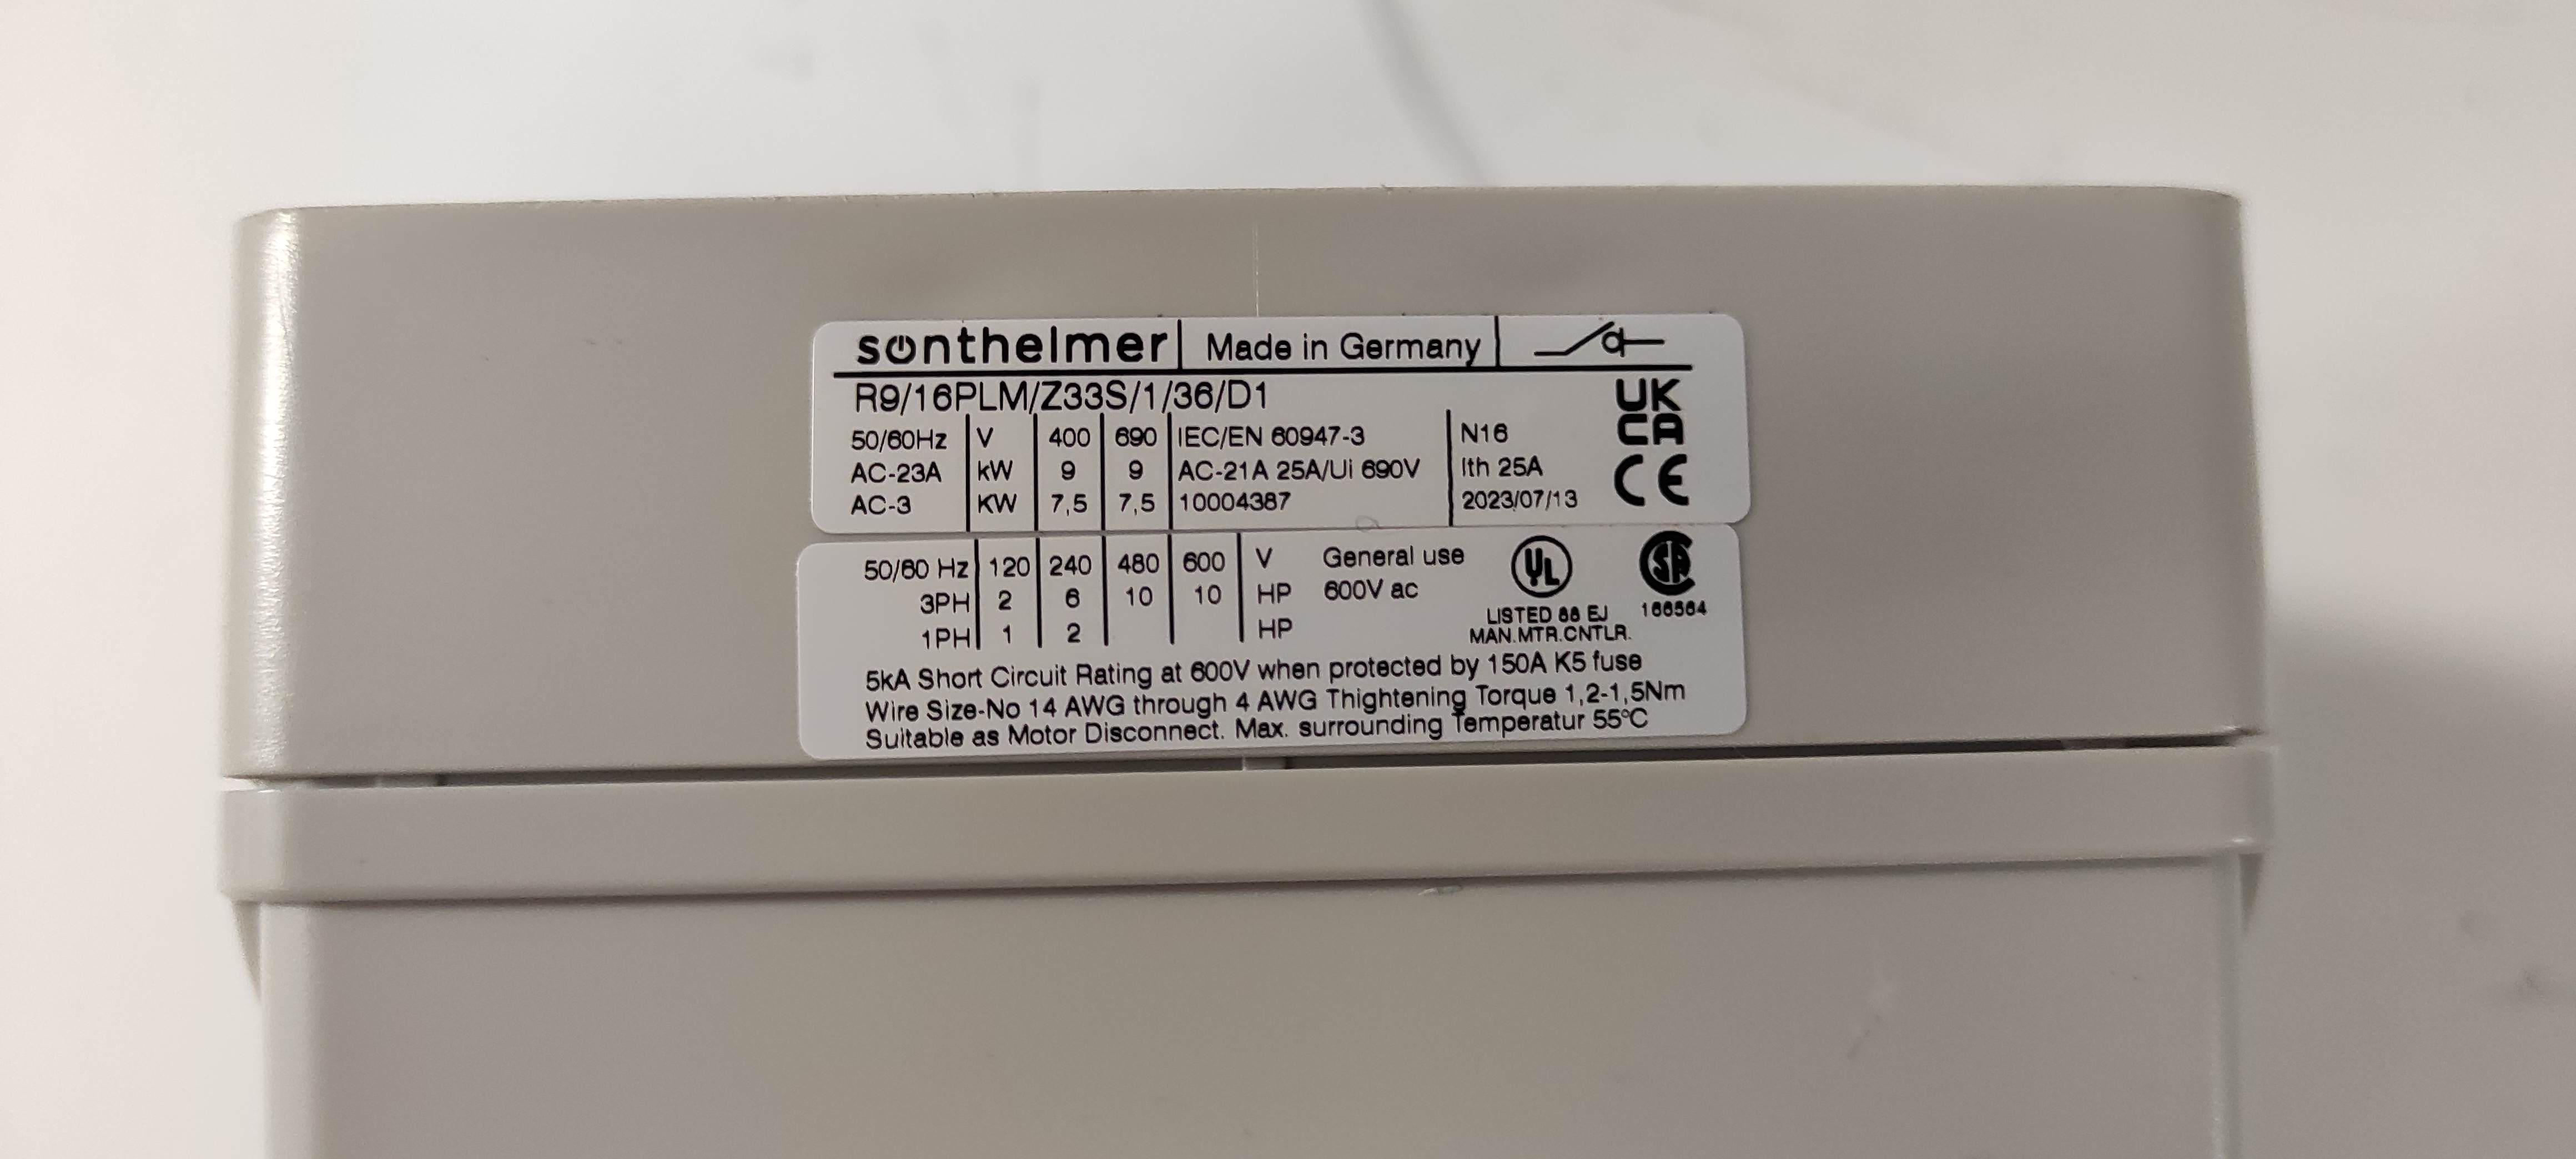 sonthelmer Made in Germany
R9/16PLM/Z33S/1/36/D1
UK
CA
50/60Hz V 400 690 IEC/EN 60947-3 N16
AC-23A kW 9 9 AC-21A 25A/Ui 690V Ith 25A
CE
AC-3 KW 7,5 7,5 10004387 2023/07/13
50/60 Hz 120 240 480 600 V General use UL SA
3PH 2 6 10 10 HP 600V ac
LISTED 88 EJ 166564
1PH 1 2 HP MAN.MTR.CNTLR.
5kA Short Circuit Rating at 600V when protected by 150A K5 fuse
Wire Size-No 14 AWG through 4 AWG Thightening Torque 1,2-1,5Nm
Suitable as Motor Disconnect. Max. surrounding Temperatur 55°C